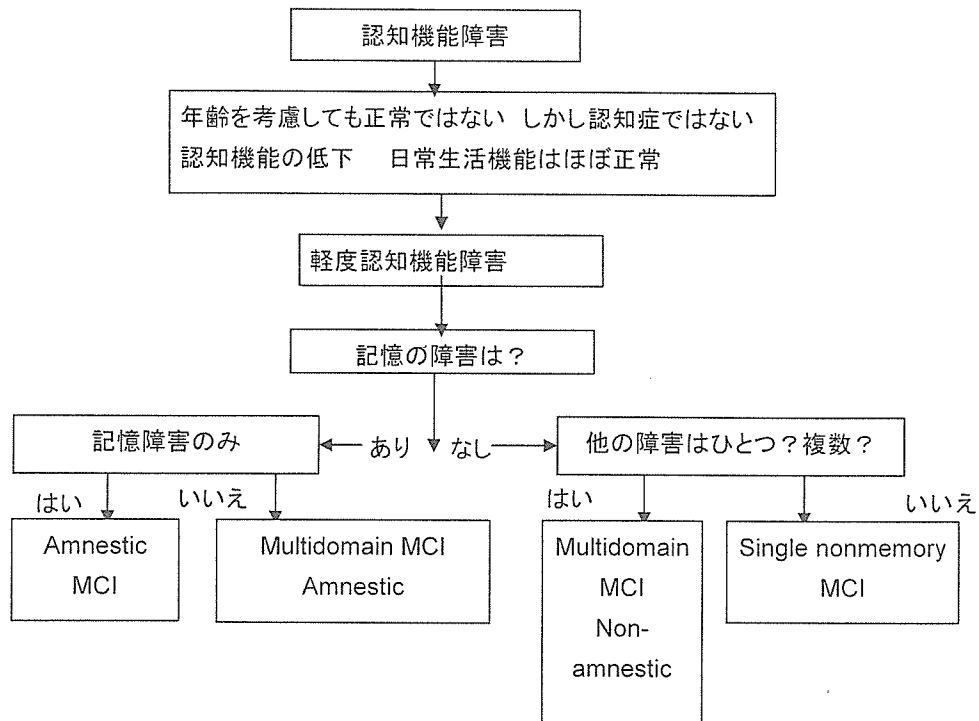 認知機能障害
年齢を考慮しても正常ではない しかし認知症ではない
認知機能の低下 日常生活機能はほぼ正常
軽度認知機能障害
記憶の障害は？
記憶障害のみ
あり
なし
他の障害はひとつ？複数？
はい
いいえ
はい
いいえ
Amnestic
MCI
Multidomain MCI
Amnestic
Multidomain
MCI
Non-
amnestic
Single nonmemory
MCI